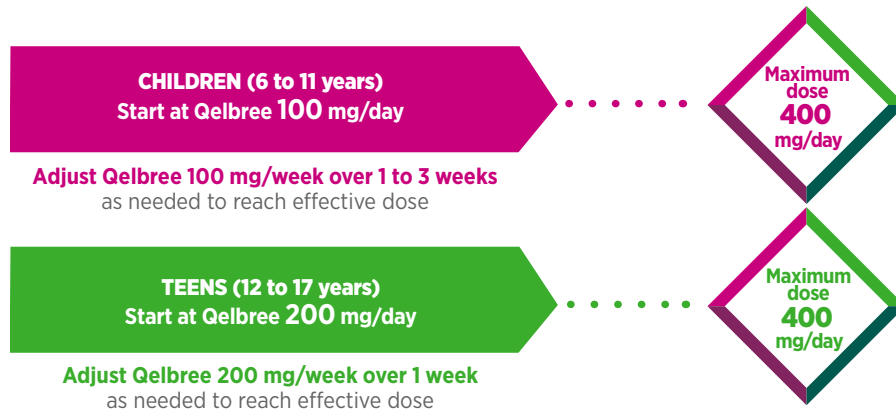 CHILDREN (6 to 11 years)
Start at Qelbree 100 mg/day
Maximum
dose
400
mg/day
Adjust Qelbree 100 mg/week over 1 to 3 weeks
as needed to reach effective dose
TEENS (12 to 17 years)
Start at Qelbree 200 mg/day
Maximum
dose
400
mg/day
Adjust Qelbree 200 mg/week over 1 week
as needed to reach effective dose